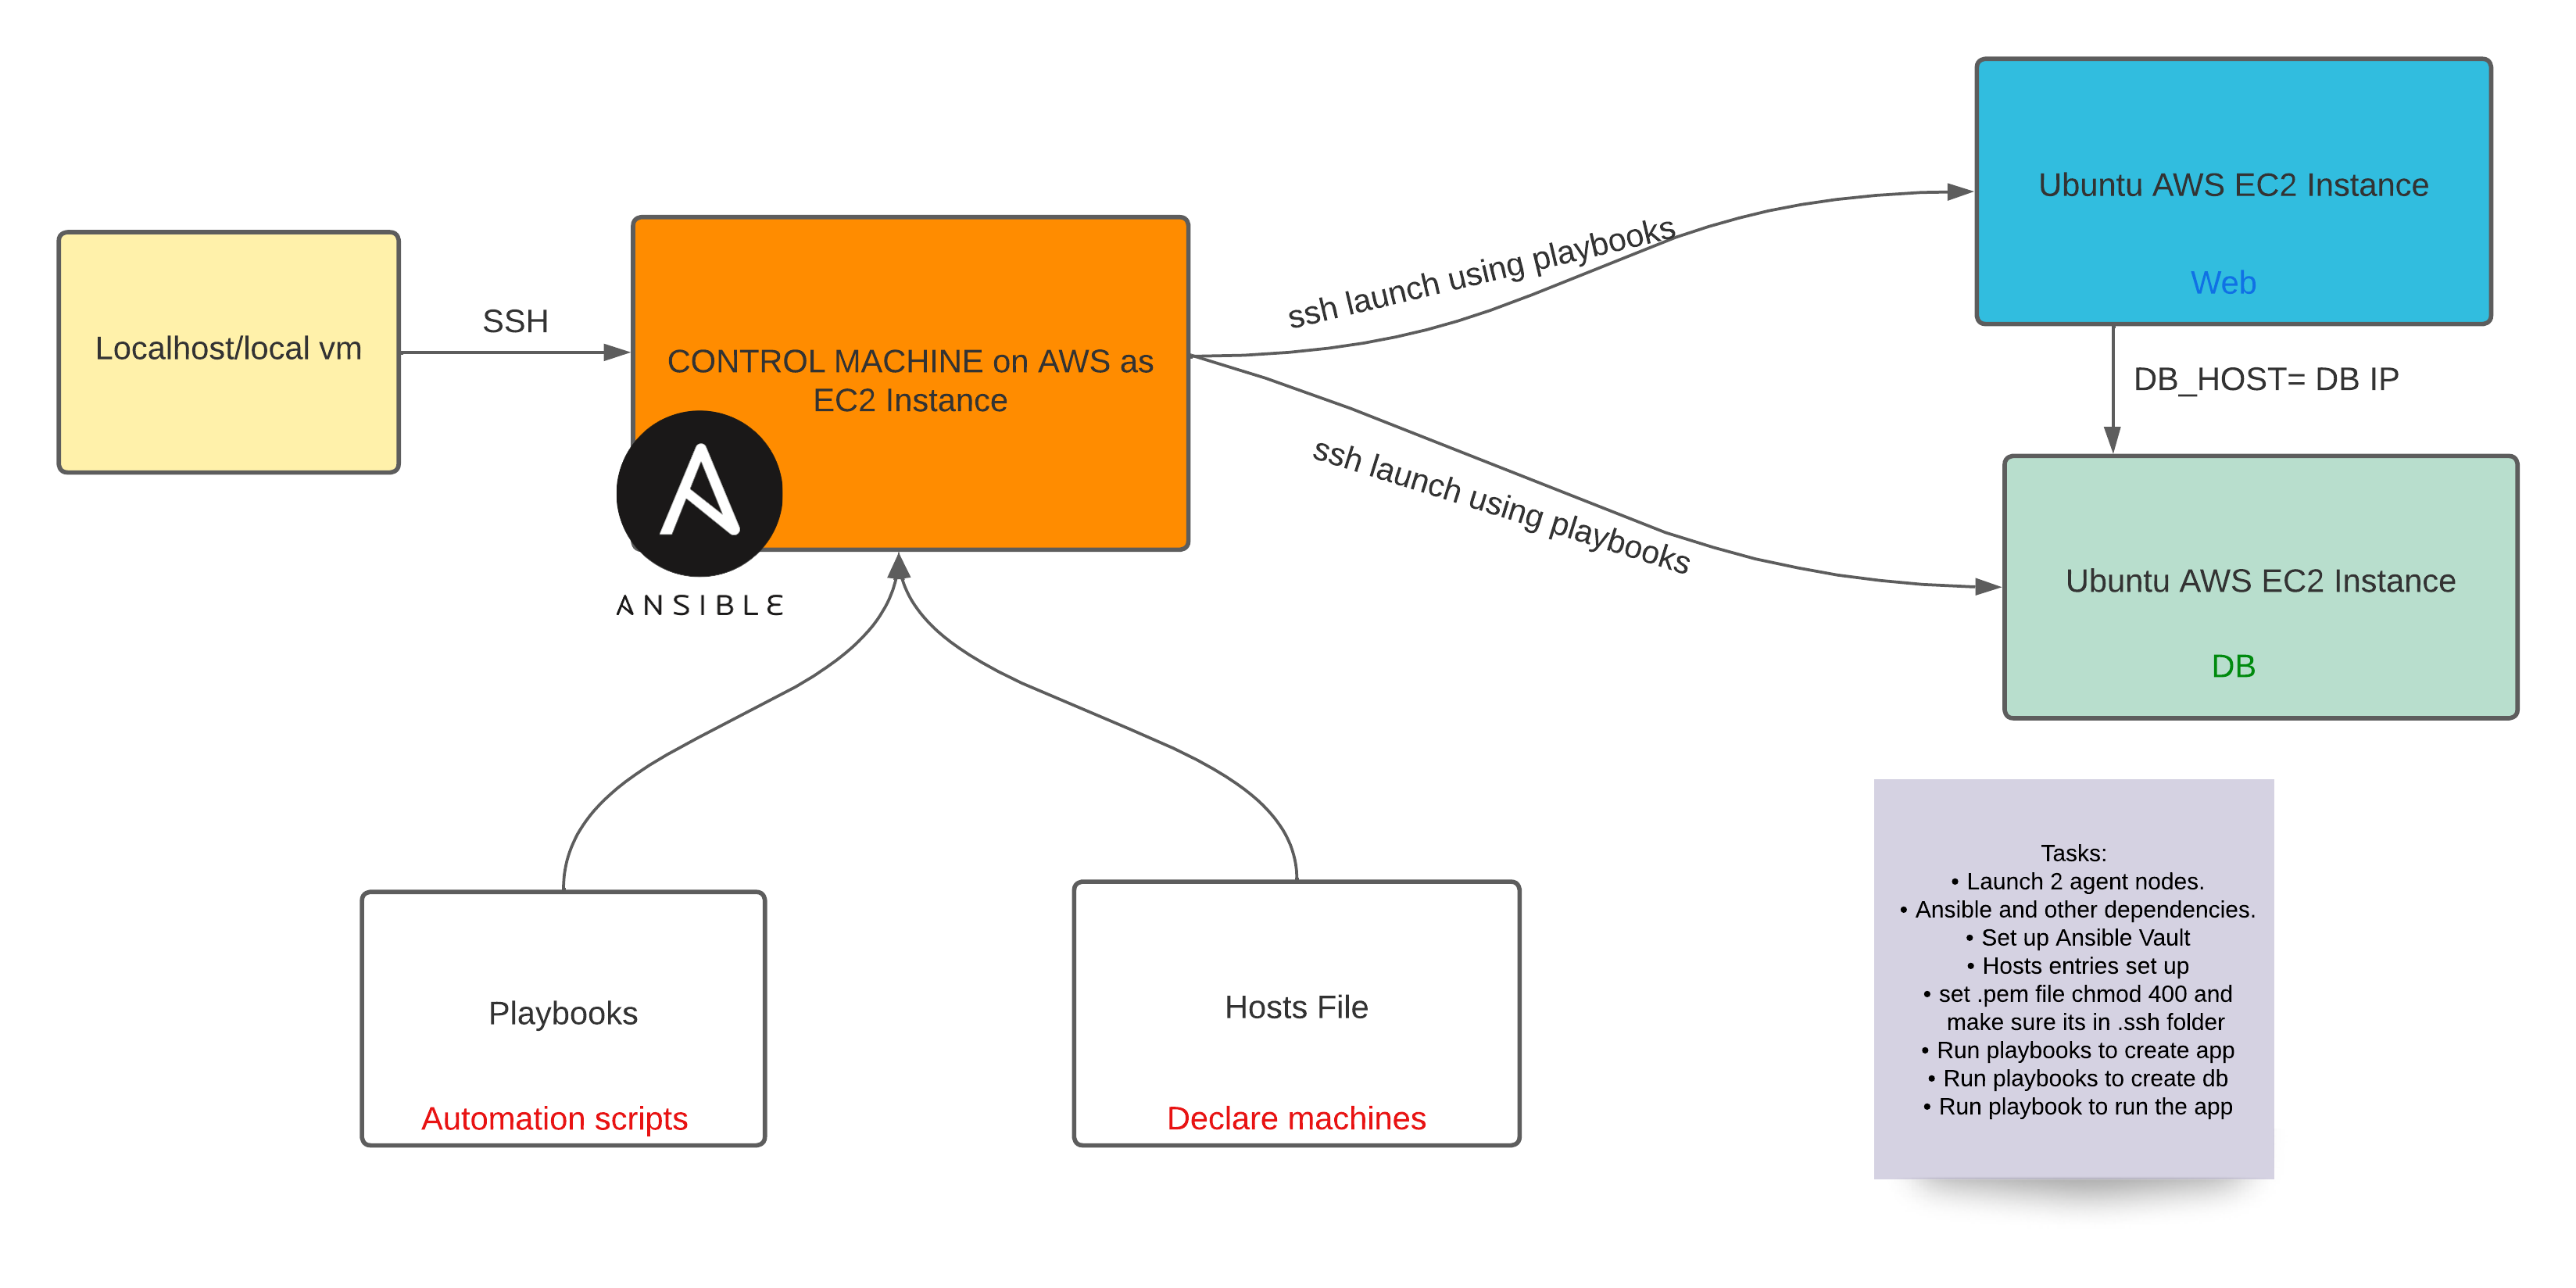 Ubuntu AWS EC2 Instance
Web
Localhost/local vm
SSH
CONTROL MACHINE on AWS as
EC2 Instance
ANSIBLE
ssh launch using playbooks
ssh launch using playbooks
DB_HOST= DB IP
Ubuntu AWS EC2 Instance
DB
Playbooks
Automation scripts
Hosts File
Declare machines
Tasks:
• Launch 2 agent nodes.
• Ansible and other dependencies.
• Set up Ansible Vault
• Hosts entries set up
• set .pem file chmod 400 and
make sure its in .ssh folder
• Run playbooks to create app
• Run playbooks to create db
• Run playbook to run the app